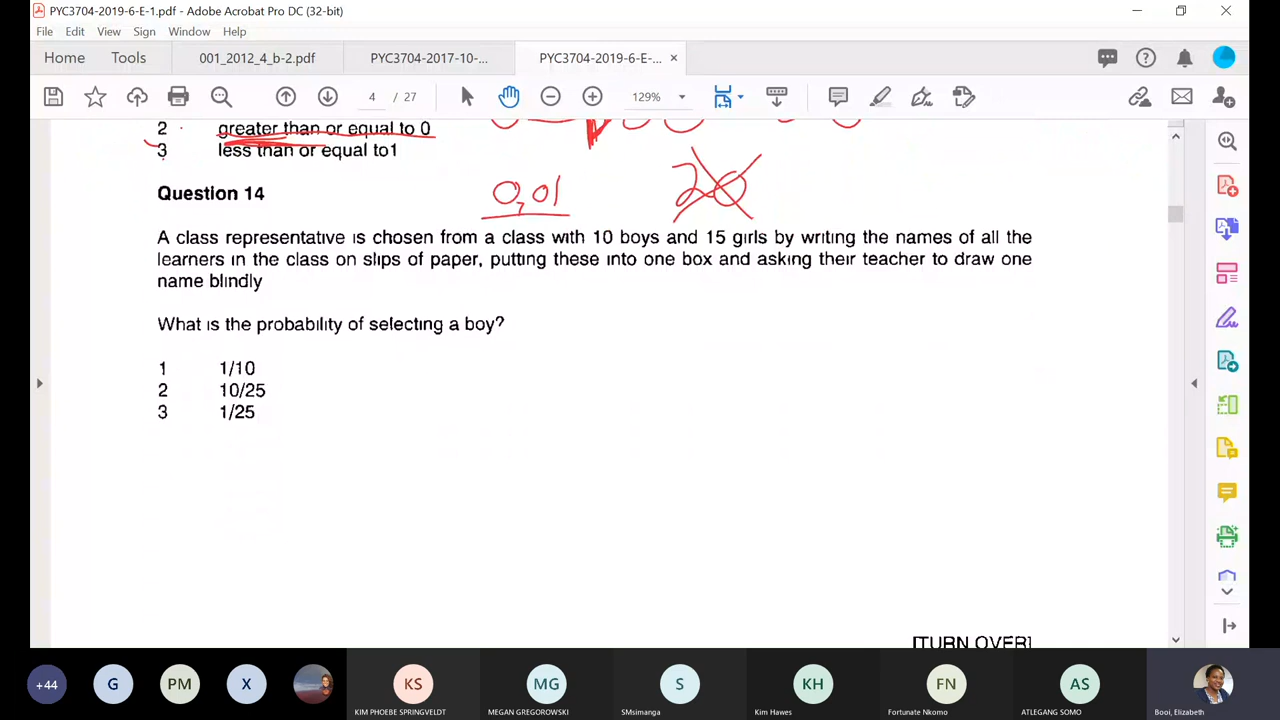 PYC3704-2019-6-E-1.pdf - Adobe Acrobat Pro DC (32-bit)
File Edit View Sign Window Help
Home Tools 001_2012_4_b-2.pdf PYC3704-2017-10-... PYC3704-2019-6-E-... ×
4 / 27 129%
2 greater than or equal to 0
3 less than or equal to1
0,01 20
Question 14
A class representative is chosen from a class with 10 boys and 15 girls by writing the names of all the
learners in the class on slips of paper, putting these into one box and asking their teacher to draw one
name blindly
What is the probability of selecting a boy?
1 1/10
2 10/25
3 1/25
[TURN OVER]
+44 G PM X KS MG S KH FN AS
KIM PHOEBE SPRINGVELDT MEGAN GREGOROWSKI SMsimanga Kim Hawes Fortunate Nkomo ATLEGANG SOMO Booi, Elizabeth